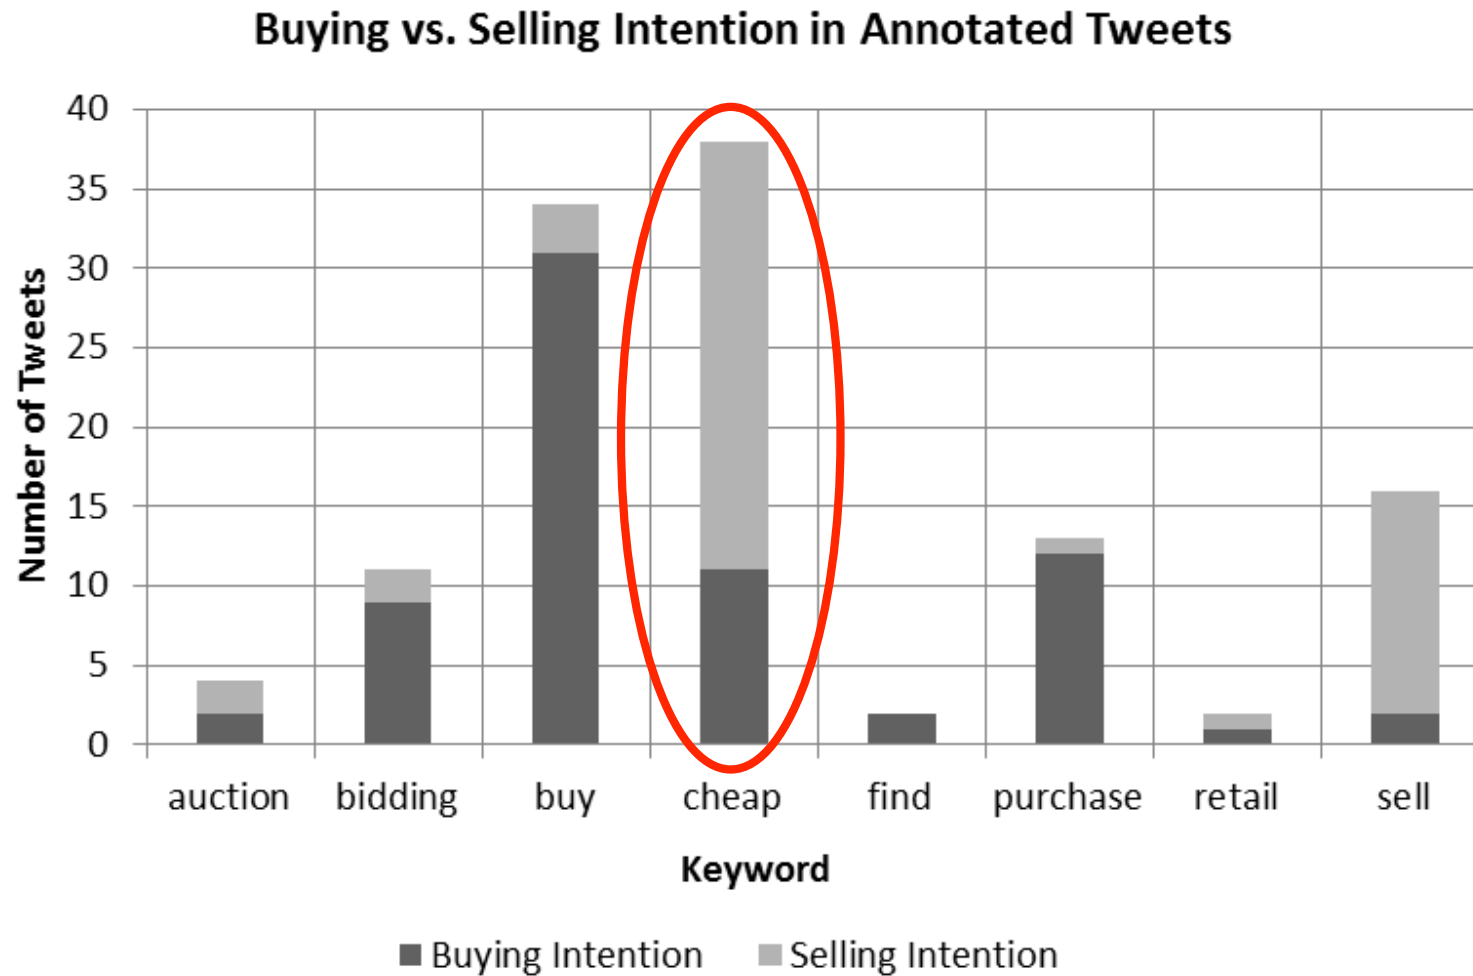 Buying vs. Selling Intention in Annotated Tweets
40
35
30
25
20
15
10
5
0
Number of Tweets
auction bidding buy cheap find purchase retail sell
Keyword
Buying Intention Selling Intention